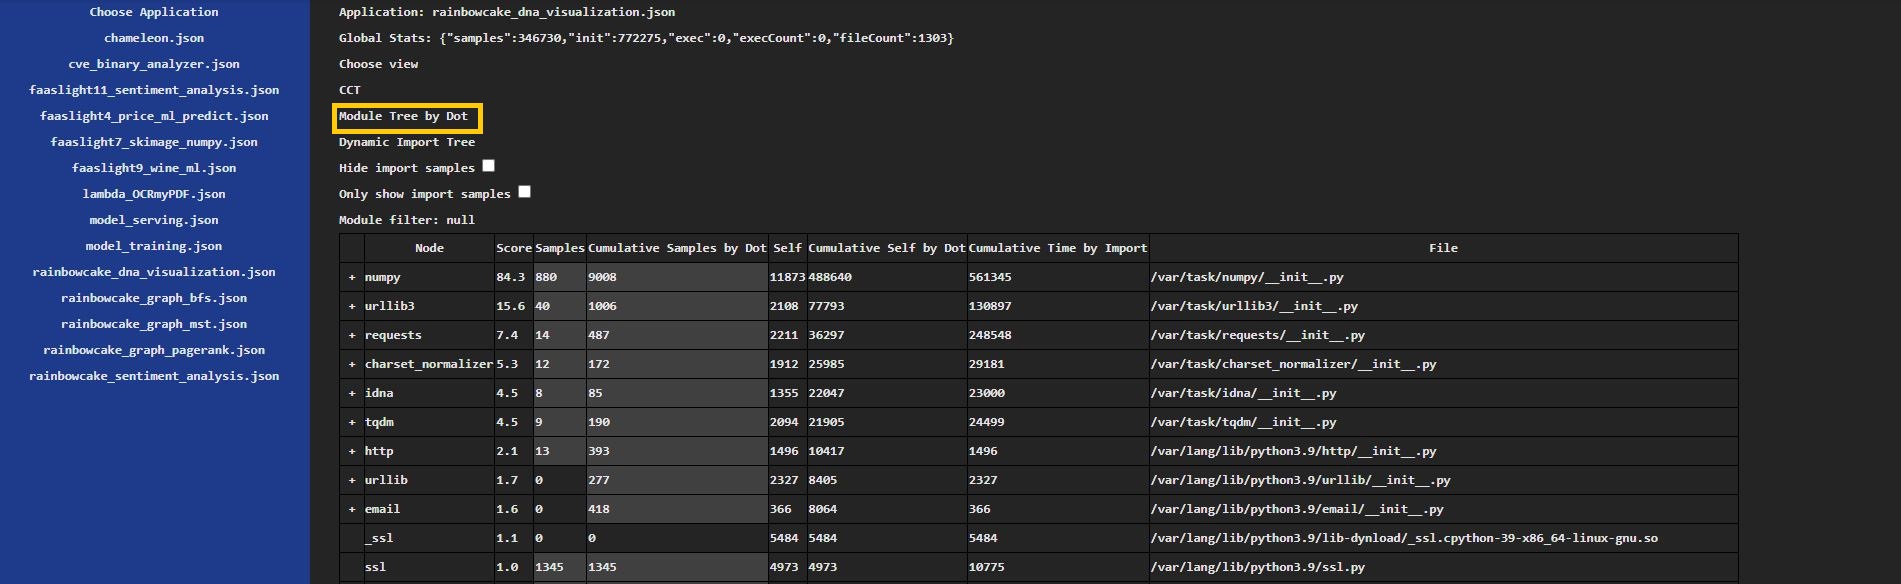 Choose Application
chameleon.json
cve_binary_analyzer.json
faaslight11_sentiment_analysis.json
faaslight4_price_ml_predict.json
faaslight7_skimage_numpy.json
faaslight9_wine_ml.json
lambda_OCRmyPDF.json
model_serving.json
model_training.json
rainbowcake_dna_visualization.json
rainbowcake_graph_bfs.json
rainbowcake_graph_mst.json
rainbowcake_graph_pagerank.json
rainbowcake_sentiment_analysis.json
Application: rainbowcake_dna_visualization.json
Global Stats: {"samples":346730,"init":772275,"exec":0,"execCount":0,"fileCount":1303}
Choose view
CCT
Module Tree by Dot
Dynamic Import Tree
Hide import samples
Only show import samples
Module filter: null
Node Score Samples Cumulative Samples by Dot Self Cumulative Self by Dot Cumulative Time by Import File
+ numpy 84.3 880 9008 11873 488640 561345 /var/task/numpy/__init__.py
+ urllib3 15.6 40 1006 2108 77793 130897 /var/task/urllib3/__init__.py
+ requests 7.4 14 487 2211 36297 248548 /var/task/requests/__init__.py
+ charset_normalizer 5.3 12 172 1912 25985 29181 /var/task/charset_normalizer/__init__.py
+ idna 4.5 8 85 1355 22047 23000 /var/task/idna/__init__.py
+ tqdm 4.5 9 190 2094 21905 24499 /var/task/tqdm/__init__.py
+ http 2.1 13 393 1496 10417 1496 /var/lang/lib/python3.9/http/__init__.py
+ urllib 1.7 0 277 2327 8405 2327 /var/lang/lib/python3.9/urllib/__init__.py
+ email 1.6 0 418 366 8064 366 /var/lang/lib/python3.9/email/__init__.py
_ssl 1.1 0 0 5484 5484 5484 /var/lang/lib/python3.9/lib-dynload/_ssl.cpython-39-x86_64-linux-gnu.so
ssl 1.0 1345 1345 4973 4973 10775 /var/lang/lib/python3.9/ssl.py